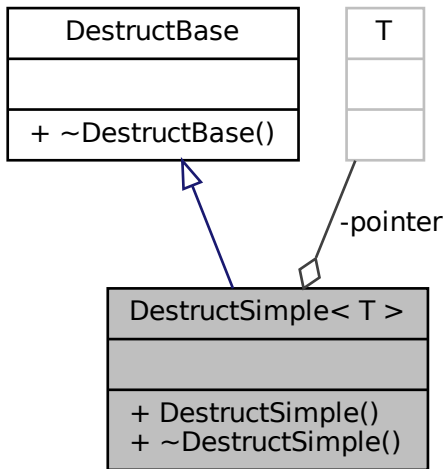 DestructBase
T
+ ~DestructBase()
-pointer
DestructSimple< T >
+ DestructSimple()
+ ~DestructSimple()